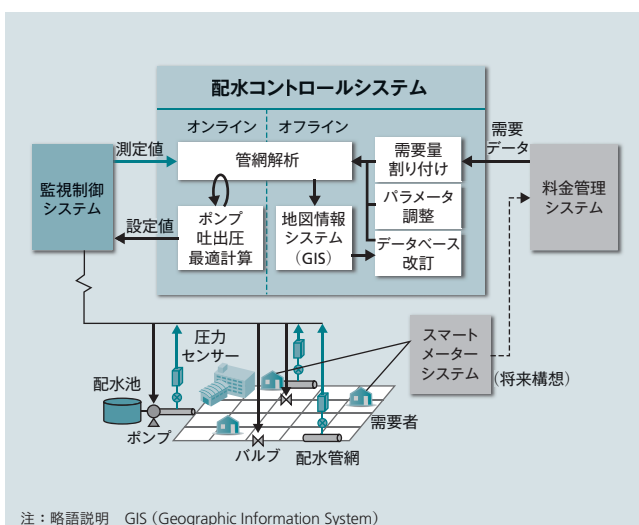 配水コントロールシステム
オンライン
オフライン
測定値
管網解析
需要量
割り付け
需要
データ
監視制御
システム
料金管理
システム
パラメータ
調整
設定値
ポンプ
吐出圧
最適計算
地図情報
システム
(GIS)
データベース
改訂
圧力
センサー
スマート
メーター
システム
(将来構想)
配水池
ポンプ
需要者
バルブ
配水管網
注:略語説明 GIS(Geographic Information System)